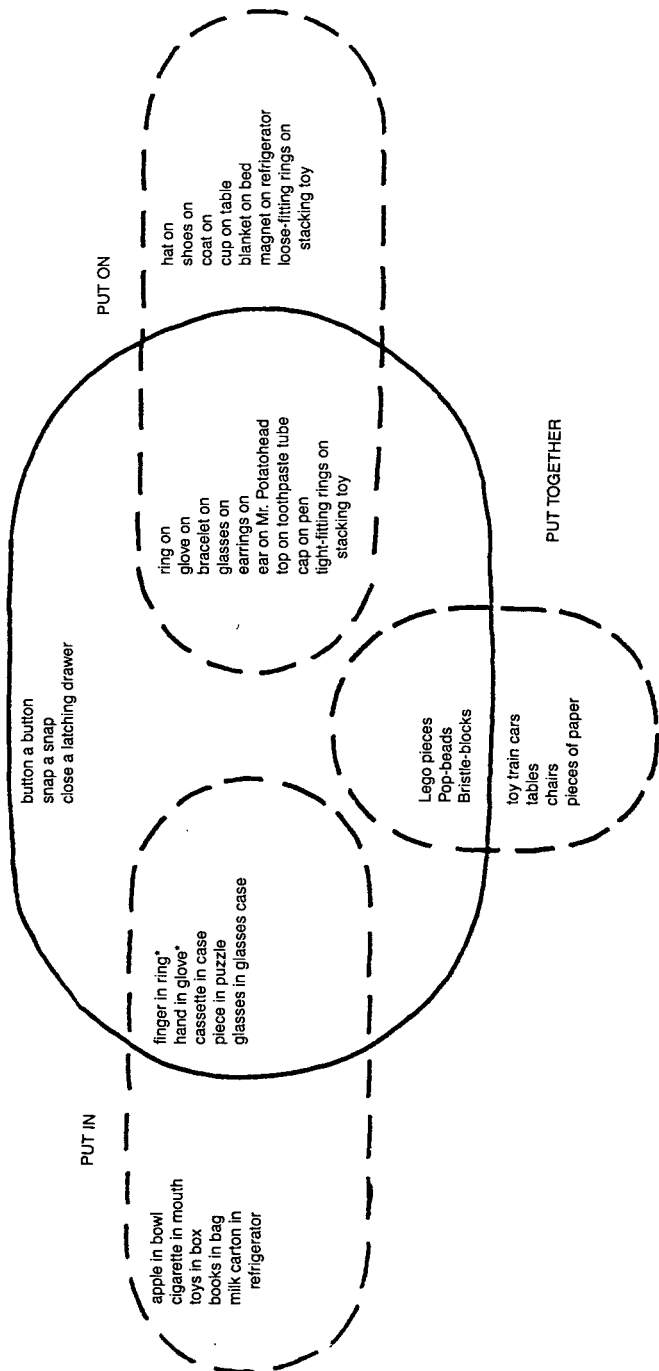 PUT IN
apple in bowl
cigarette in mouth
toys in box
books in bag
milk carton in
refrigerator
finger in ring*
hand in glove*
cassette in case
piece in puzzle
glasses in glasses case
button a button
snap a snap
close a latching drawer
PUT ON
ring on
glove on
bracelet on
glasses on
earrings on
ear on Mr. Potatohead
top on toothpaste tube
cap on pen
tight-fitting rings on
stacking toy
hat on
shoes on
coat on
cup on table
blanket on bed
magnet on refrigerator
loose-fitting rings on
stacking toy
Lego pieces
Pop-beads
Bristle-blocks
toy train cars
tables
chairs
pieces of paper
PUT TOGETHER